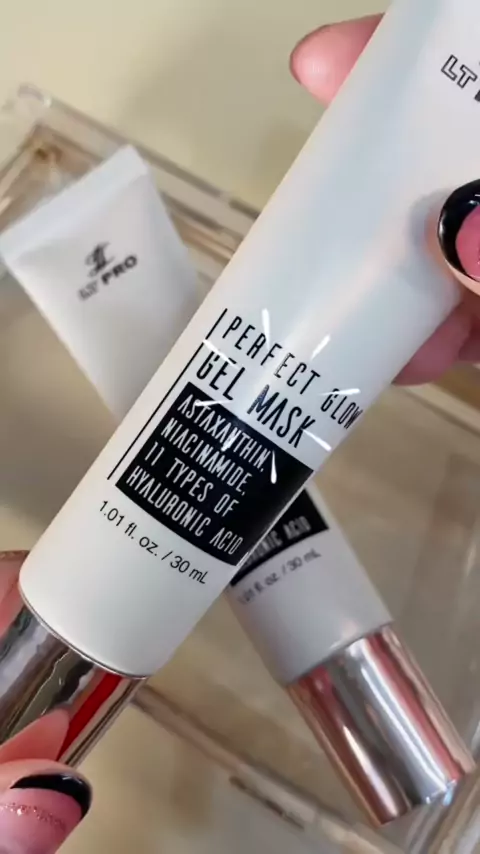 LT
PERFECT GLOW
GEL MASK
ASTAXANTHIN,
NIACINAMIDE,
11 TYPES OF
HYALURONIC ACID
1.01 fl. oz. / 30 mL
LT PRO
ACID
1.01 fl. oz. / 30 mL